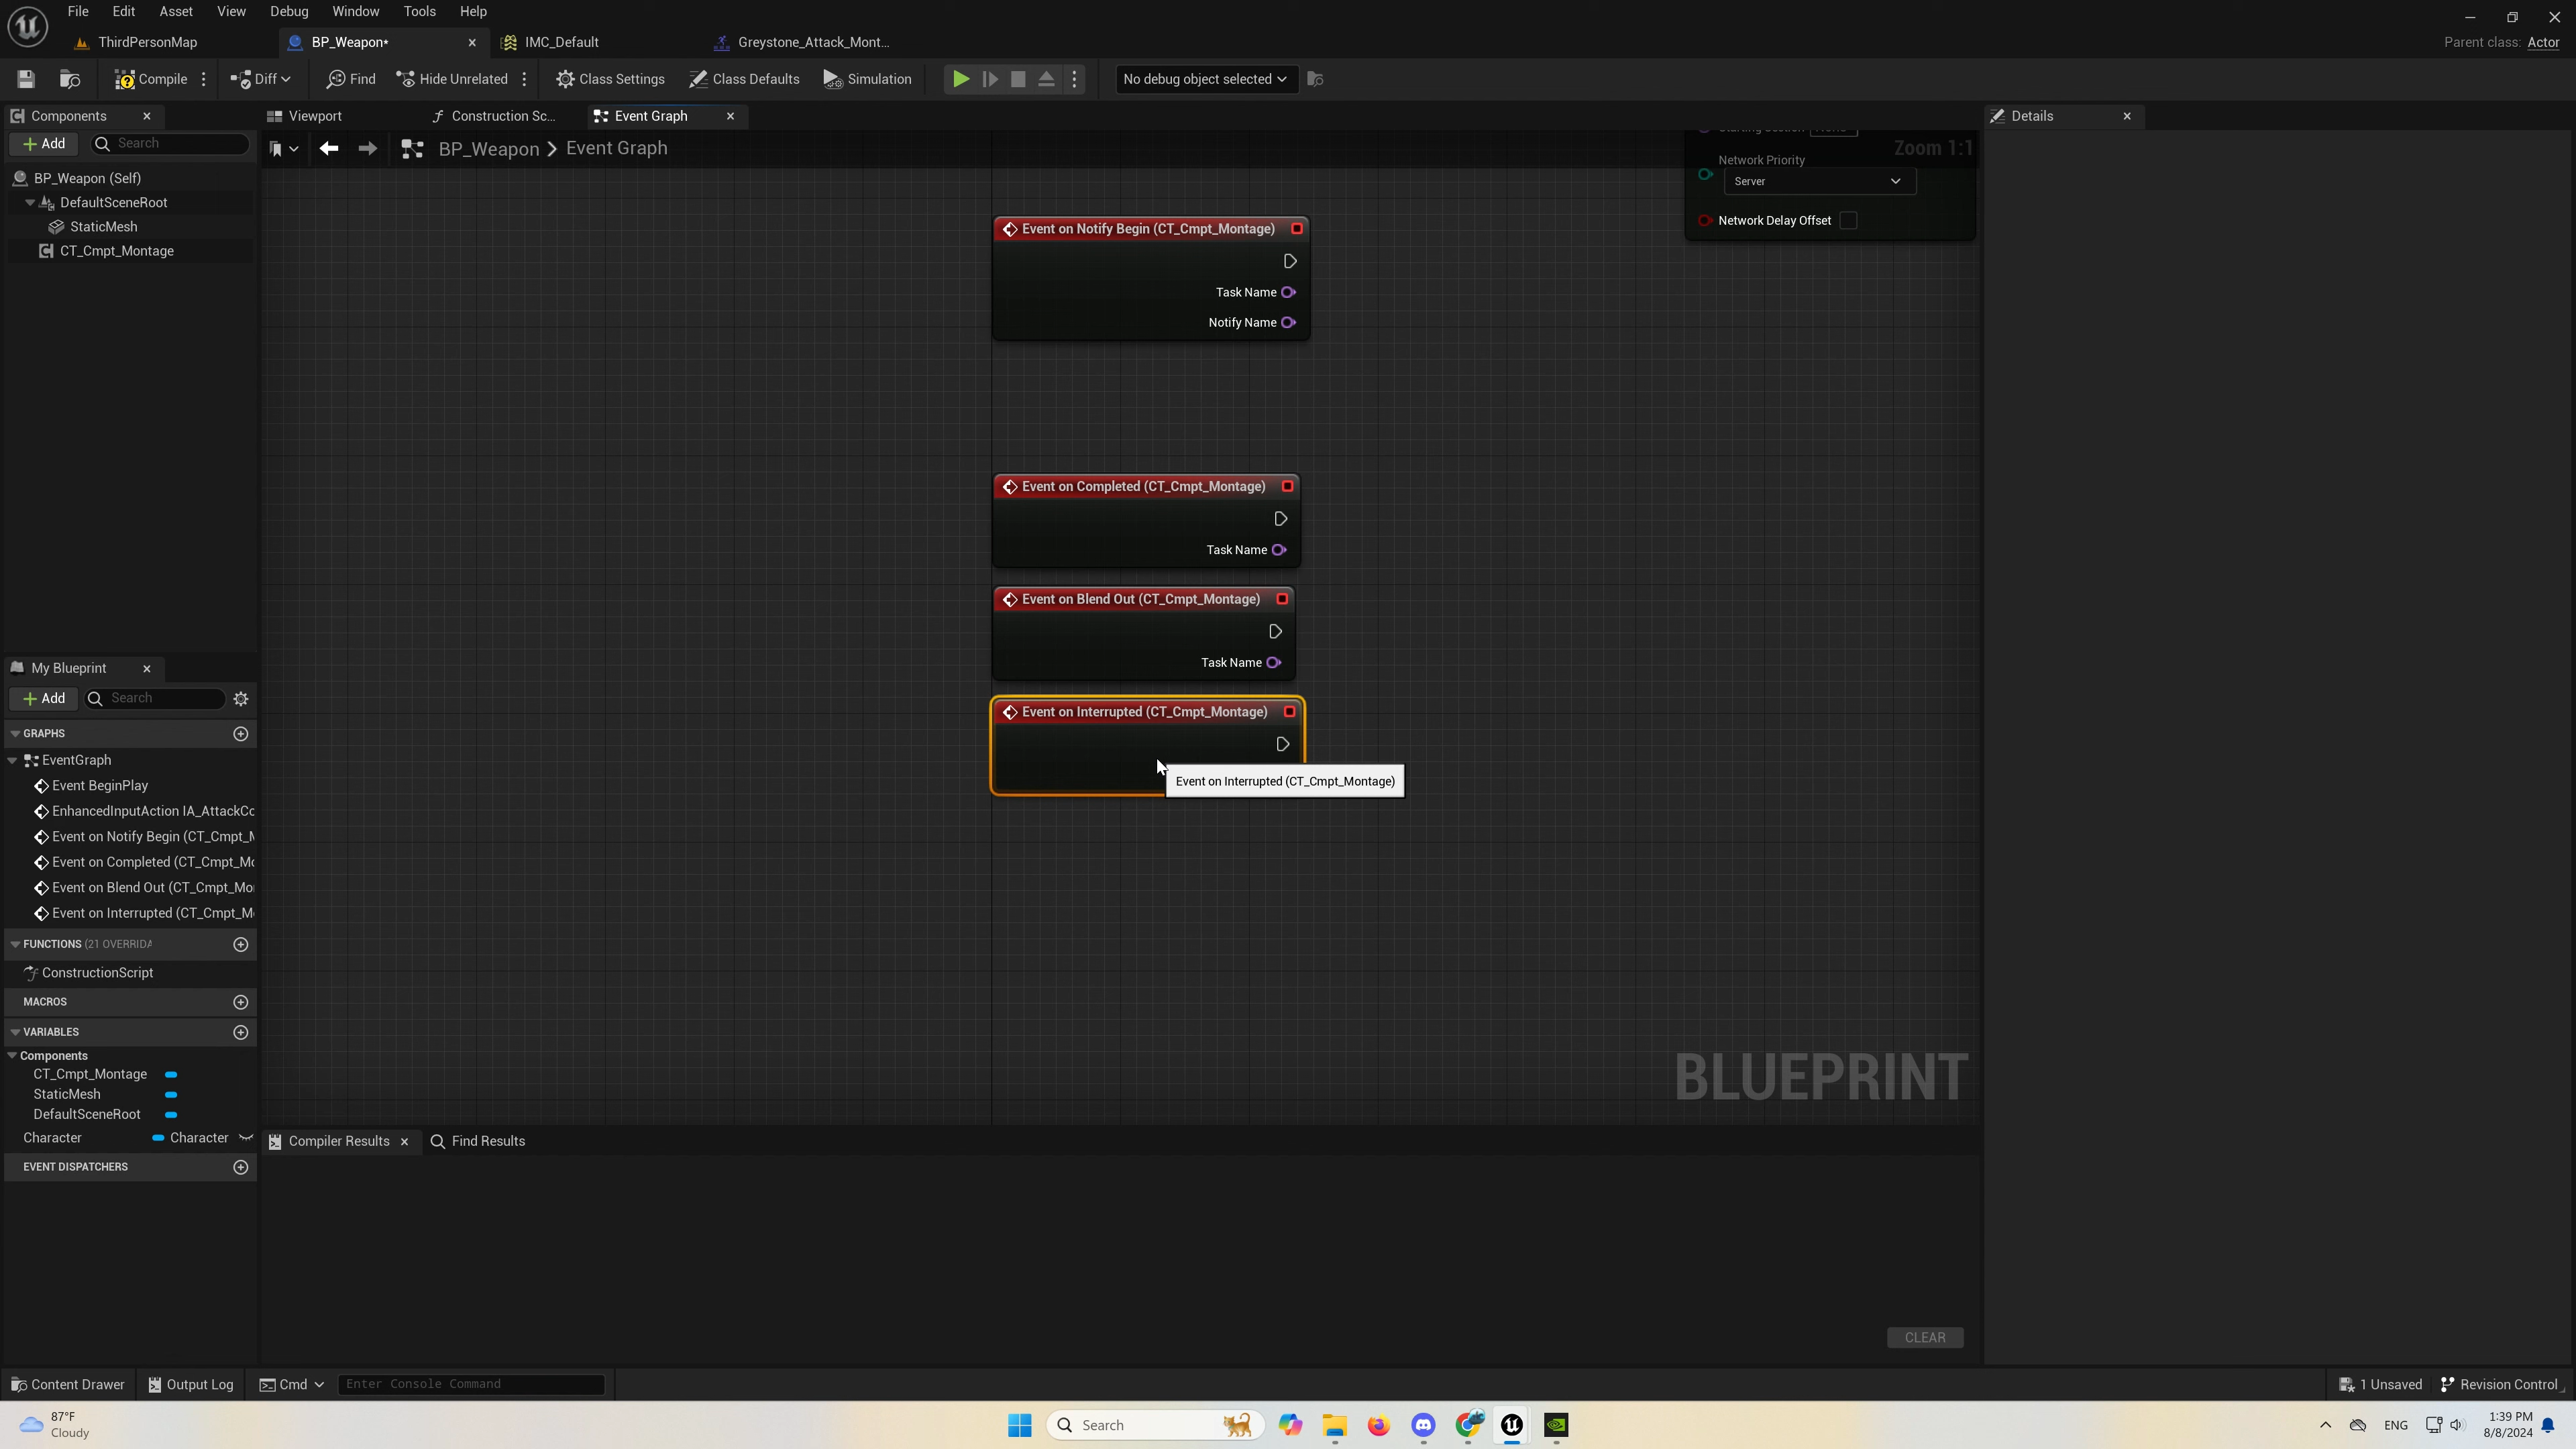 File Edit Asset View Debug Window Tools Help
ThirdPersonMap BP_Weapon* IMC_Default Greystone_Attack_Mont... Parent class: Actor
Compile Diff Find Hide Unrelated Class Settings Class Defaults Simulation No debug object selected
Components Viewport Construction Sc... Event Graph Details
Add Search BP_Weapon > Event Graph Zoom 1:1
BP_Weapon (Self)
DefaultSceneRoot
StaticMesh
CT_Cmpt_Montage
Network Priority
Server
Network Delay Offset
Event on Notify Begin (CT_Cmpt_Montage)
Task Name
Notify Name
Event on Completed (CT_Cmpt_Montage)
Task Name
Event on Blend Out (CT_Cmpt_Montage)
Task Name
Event on Interrupted (CT_Cmpt_Montage)
Event on Interrupted (CT_Cmpt_Montage)
BLUEPRINT
My Blueprint
Add Search
GRAPHS
EventGraph
Event BeginPlay
EnhancedInputAction IA_AttackCo
Event on Notify Begin (CT_Cmpt_M
Event on Completed (CT_Cmpt_Mo
Event on Blend Out (CT_Cmpt_Mon
Event on Interrupted (CT_Cmpt_M
FUNCTIONS (21 OVERRIDA
ConstructionScript
MACROS
VARIABLES
Components
CT_Cmpt_Montage
StaticMesh
DefaultSceneRoot
Character Character
EVENT DISPATCHERS
Compiler Results Find Results
CLEAR
Content Drawer Output Log Cmd Enter Console Command 1 Unsaved Revision Control
87°F
Cloudy
Search
ENG
1:39 PM
8/8/2024